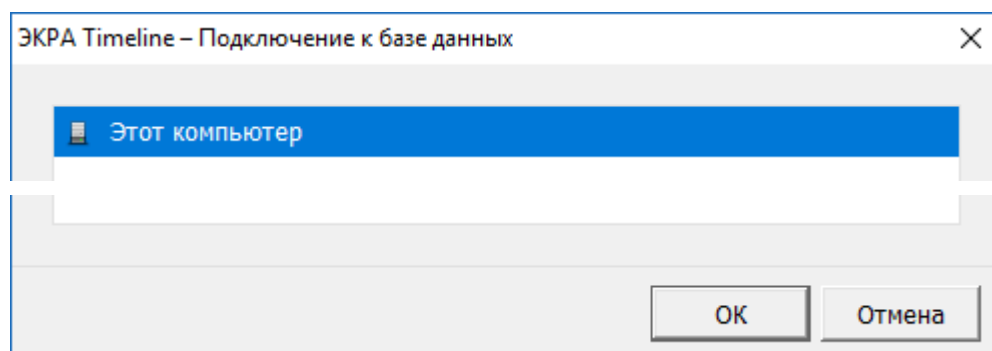 ЭКРА Timeline – Подключение к базе данных
Этот компьютер
ОК
Отмена